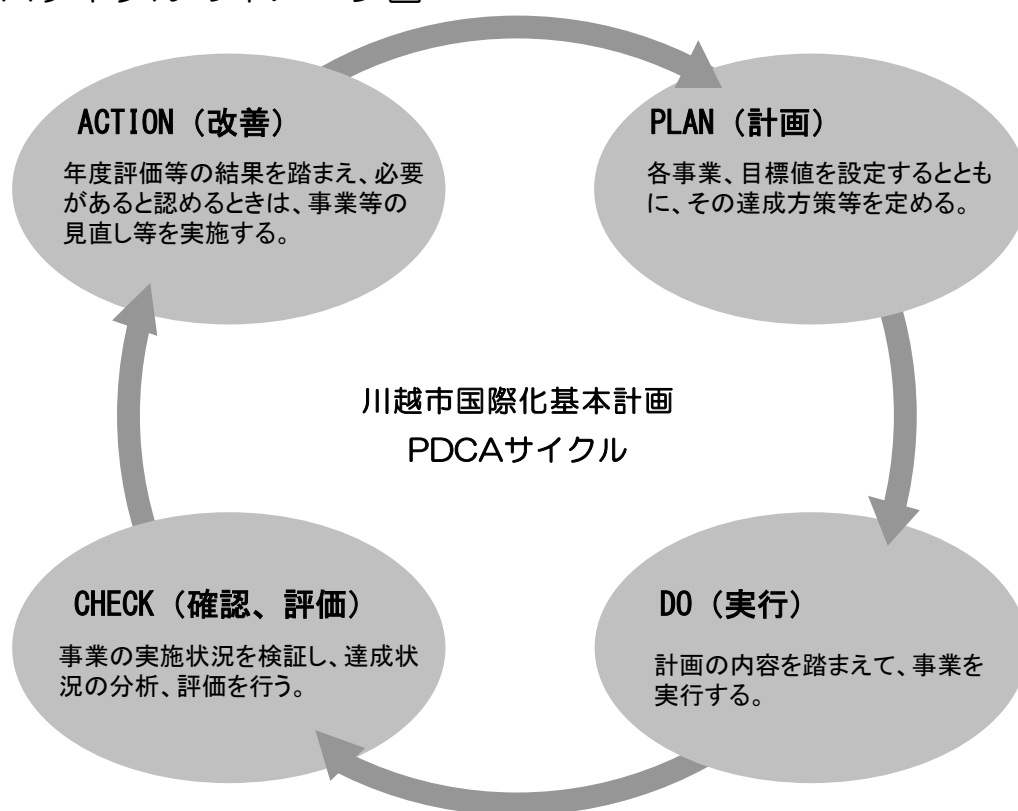 ACTION（改善）
年度評価等の結果を踏まえ、必要
があると認めるときは、事業等の
見直し等を実施する。
PLAN（計画）
各事業、目標値を設定するととも
に、その達成方策等を定める。
川越市国際化基本計画
PDCAサイクル
CHECK（確認、評価）
事業の実施状況を検証し、達成状
況の分析、評価を行う。
DO（実行）
計画の内容を踏まえて、事業を
実行する。